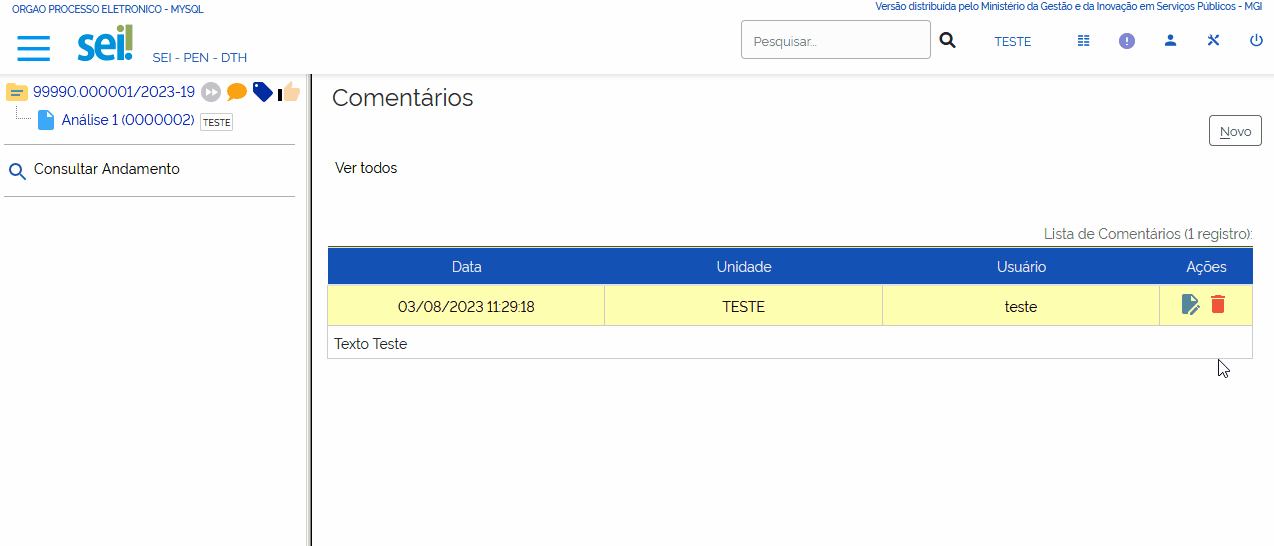 ORGAO PROCESSO ELETRONICO - MYSQL
Versão distribuída pelo Ministério da Gestão e da Inovação em Serviços Públicos - MGI
sei!
SEI - PEN - DTH
Pesquisar...
TESTE
99990.000001/2023-19
Análise 1 (0000002) TESTE
Consultar Andamento
Comentários
Novo
Ver todos
Lista de Comentários (1 registro):
Data Unidade Usuário Ações
03/08/2023 11:29:18 TESTE teste
Texto Teste